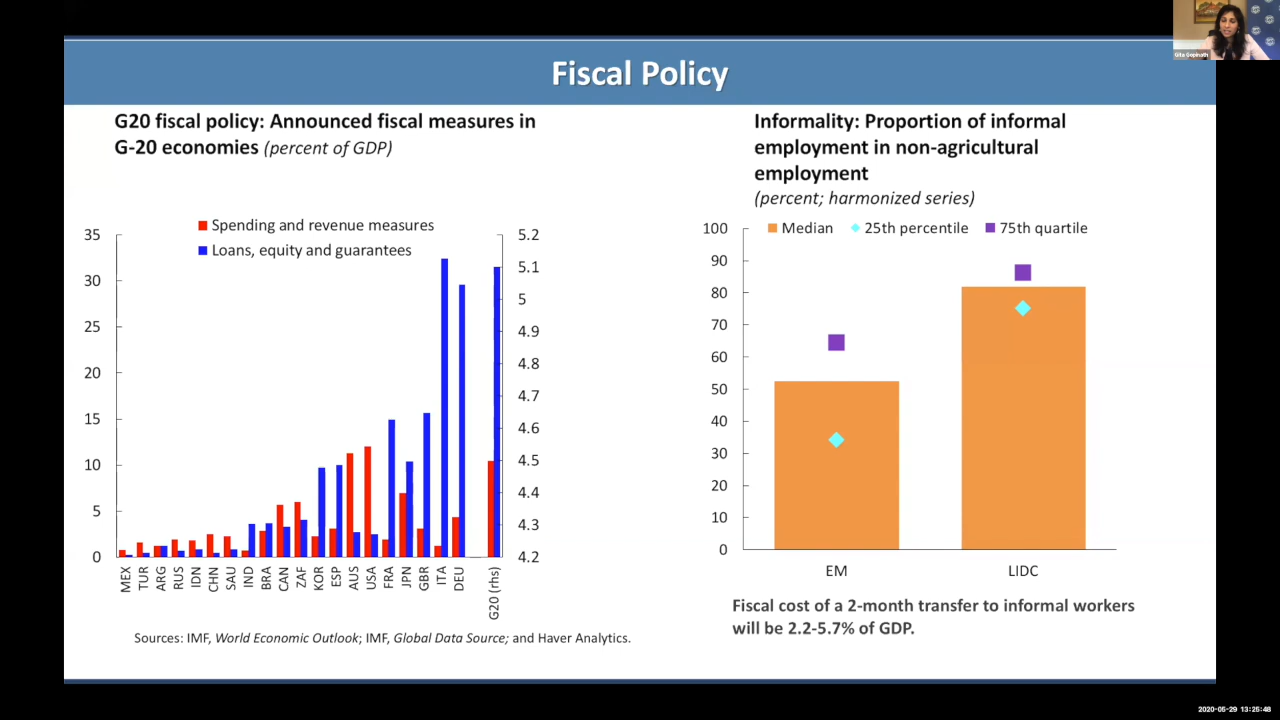 Gita Gopinath
Fiscal Policy
G20 fiscal policy: Announced fiscal measures in
G-20 economies (percent of GDP)
Spending and revenue measures
Loans, equity and guarantees
35
30
25
20
15
10
5
0
5.2
5.1
5
4.9
4.8
4.7
4.6
4.5
4.4
4.3
4.2
MEX
TUR
ARG
RUS
IDN
CHN
SAU
IND
BRA
CAN
ZAF
KOR
ESP
AUS
USA
FRA
JPN
GBR
ITA
DEU
G20 (rhs)
Sources: IMF, World Economic Outlook; IMF, Global Data Source; and Haver Analytics.
Informality: Proportion of informal
employment in non-agricultural
employment
(percent; harmonized series)
Median 25th percentile 75th quartile
100
90
80
70
60
50
40
30
20
10
0
EM LIDC
Fiscal cost of a 2-month transfer to informal workers
will be 2.2-5.7% of GDP.
2020-05-29 13:25:48